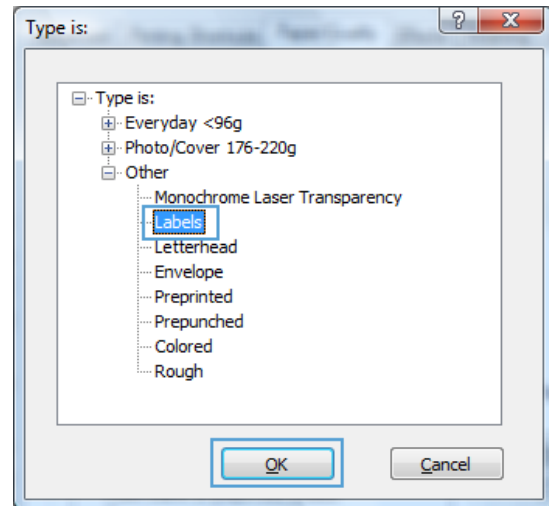 Type is:
Type is:
Everyday <96g
Photo/Cover 176-220g
Other
Monochrome Laser Transparency
Labels
Letterhead
Envelope
Preprinted
Prepunched
Colored
Rough
OK
Cancel